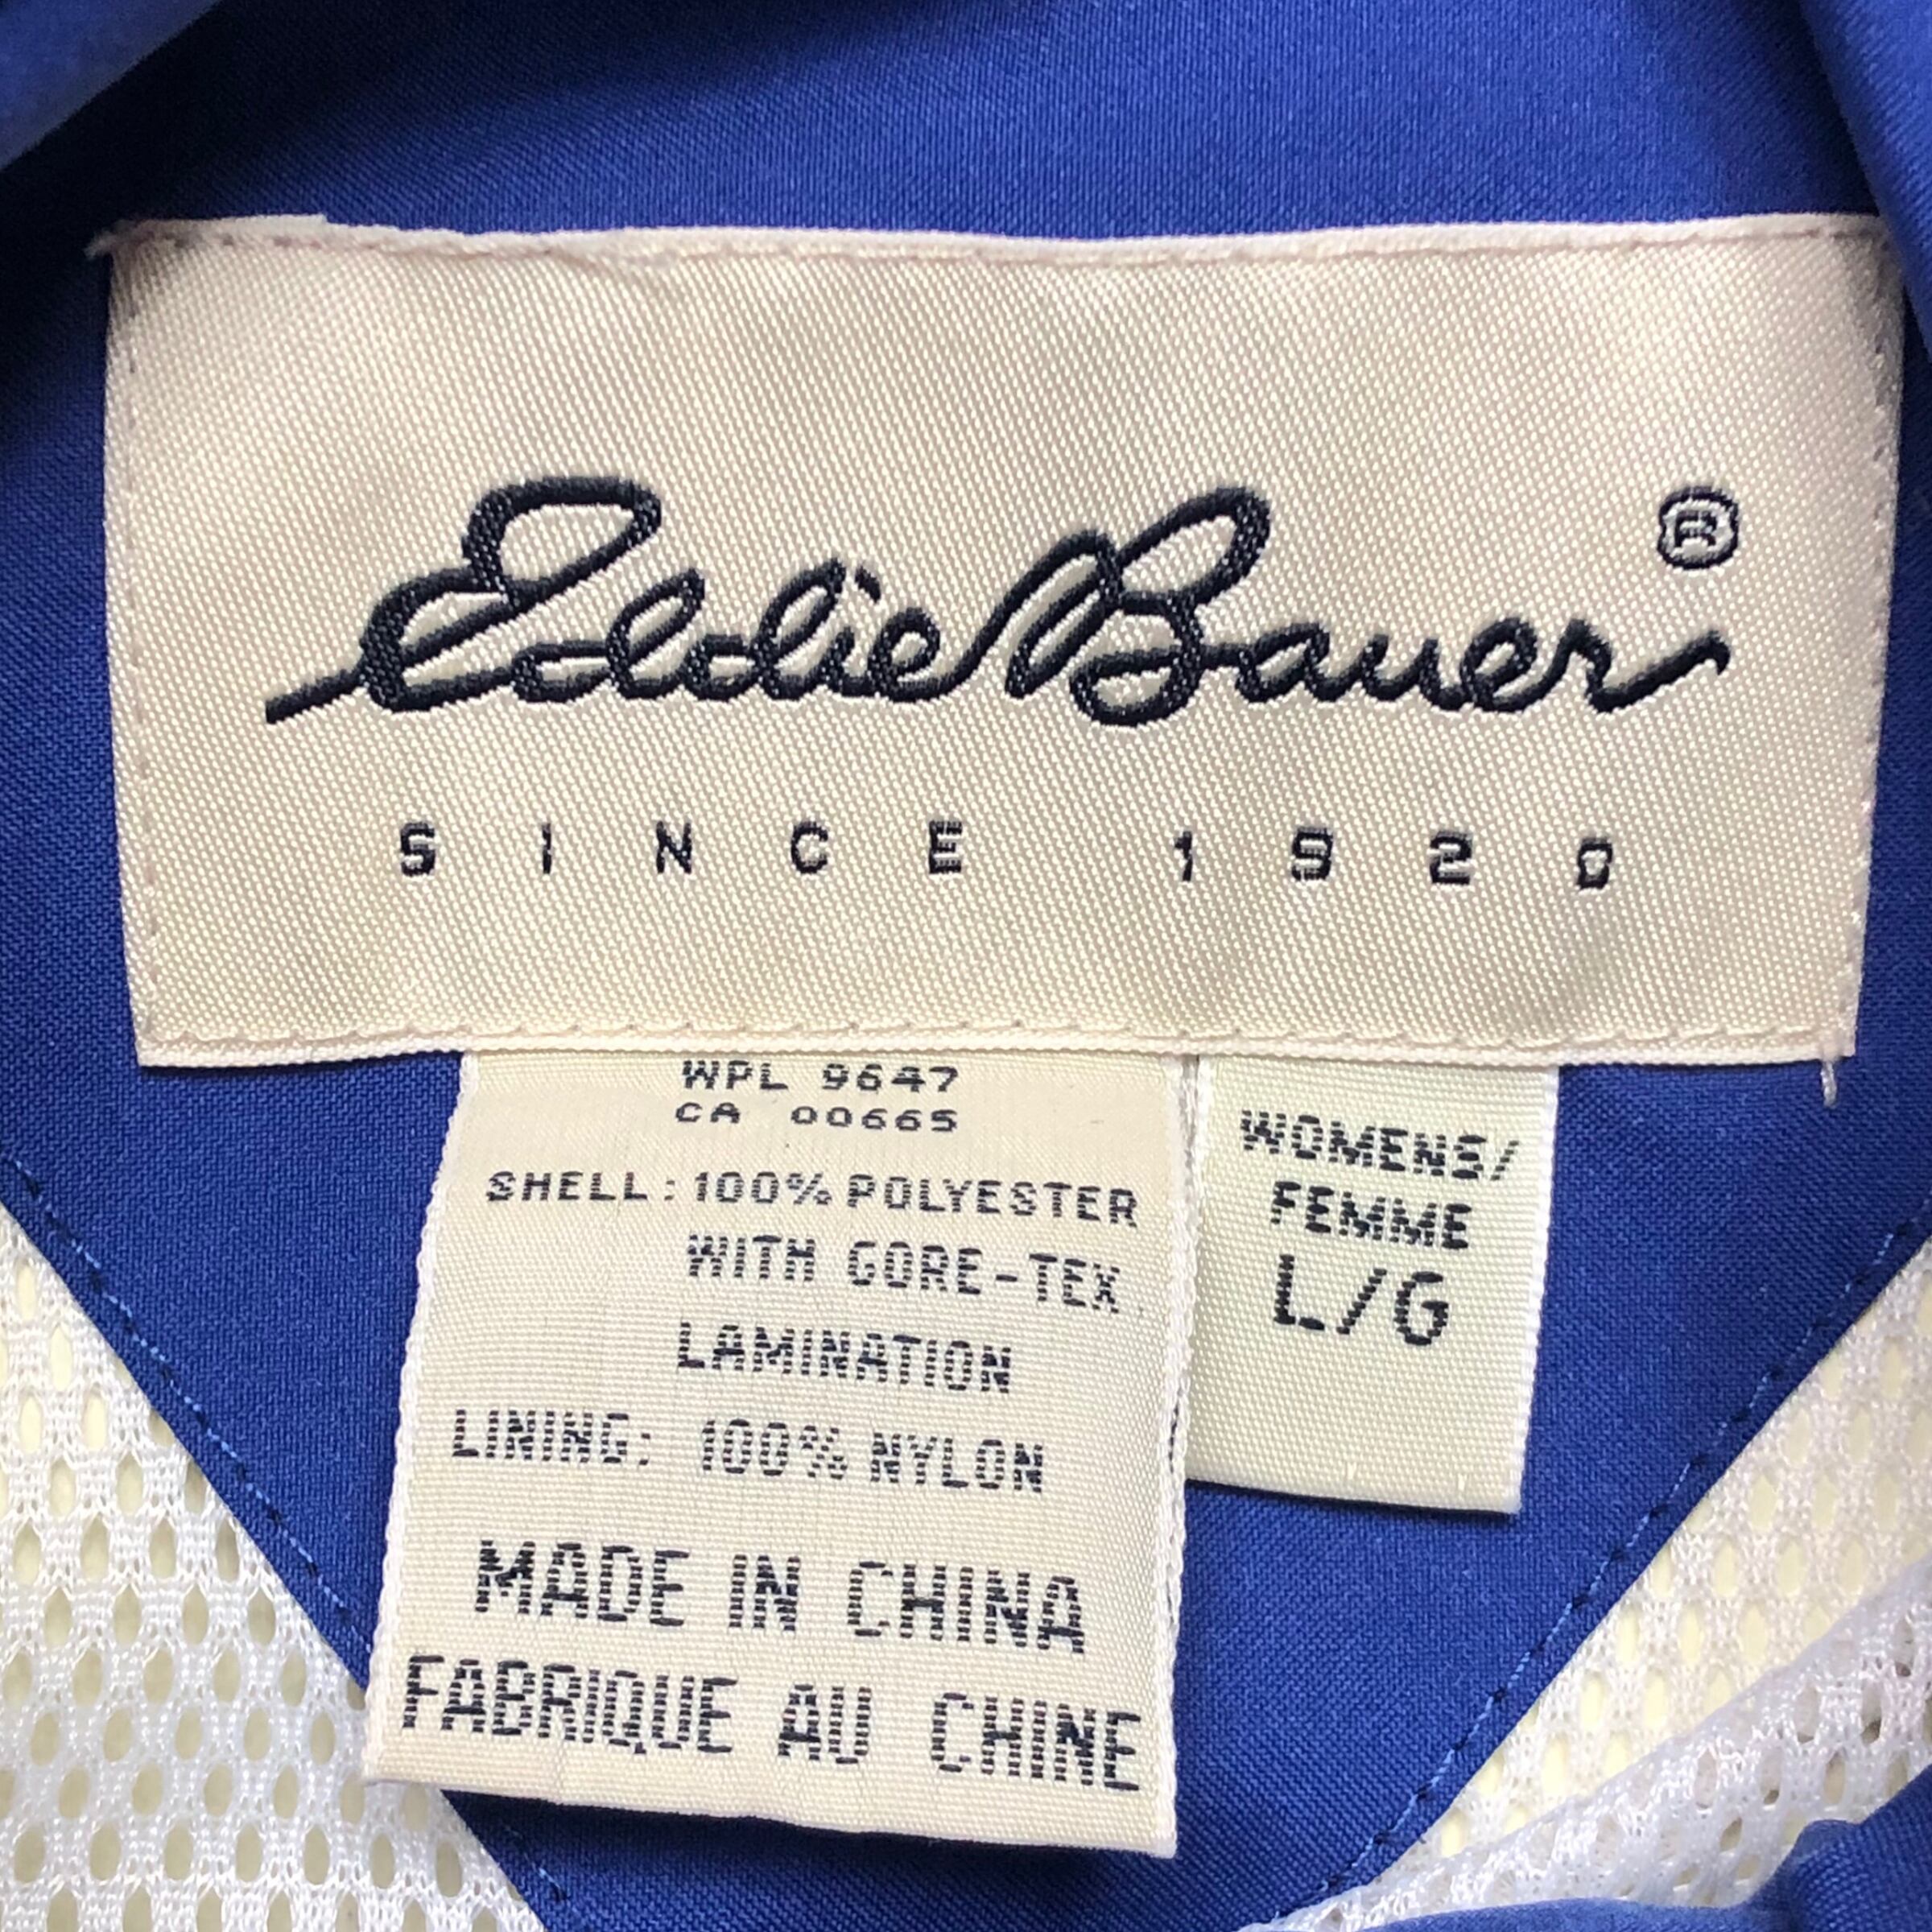 Eddie Bauer ®
SINCE 1920
WPL 9647
CA 00665
SHELL: 100% POLYESTER
WITH GORE-TEX
LAMINATION
LINING: 100% NYLON
MADE IN CHINA
FABRIQUE AU CHINE
WOMENS/
FEMME
L/G